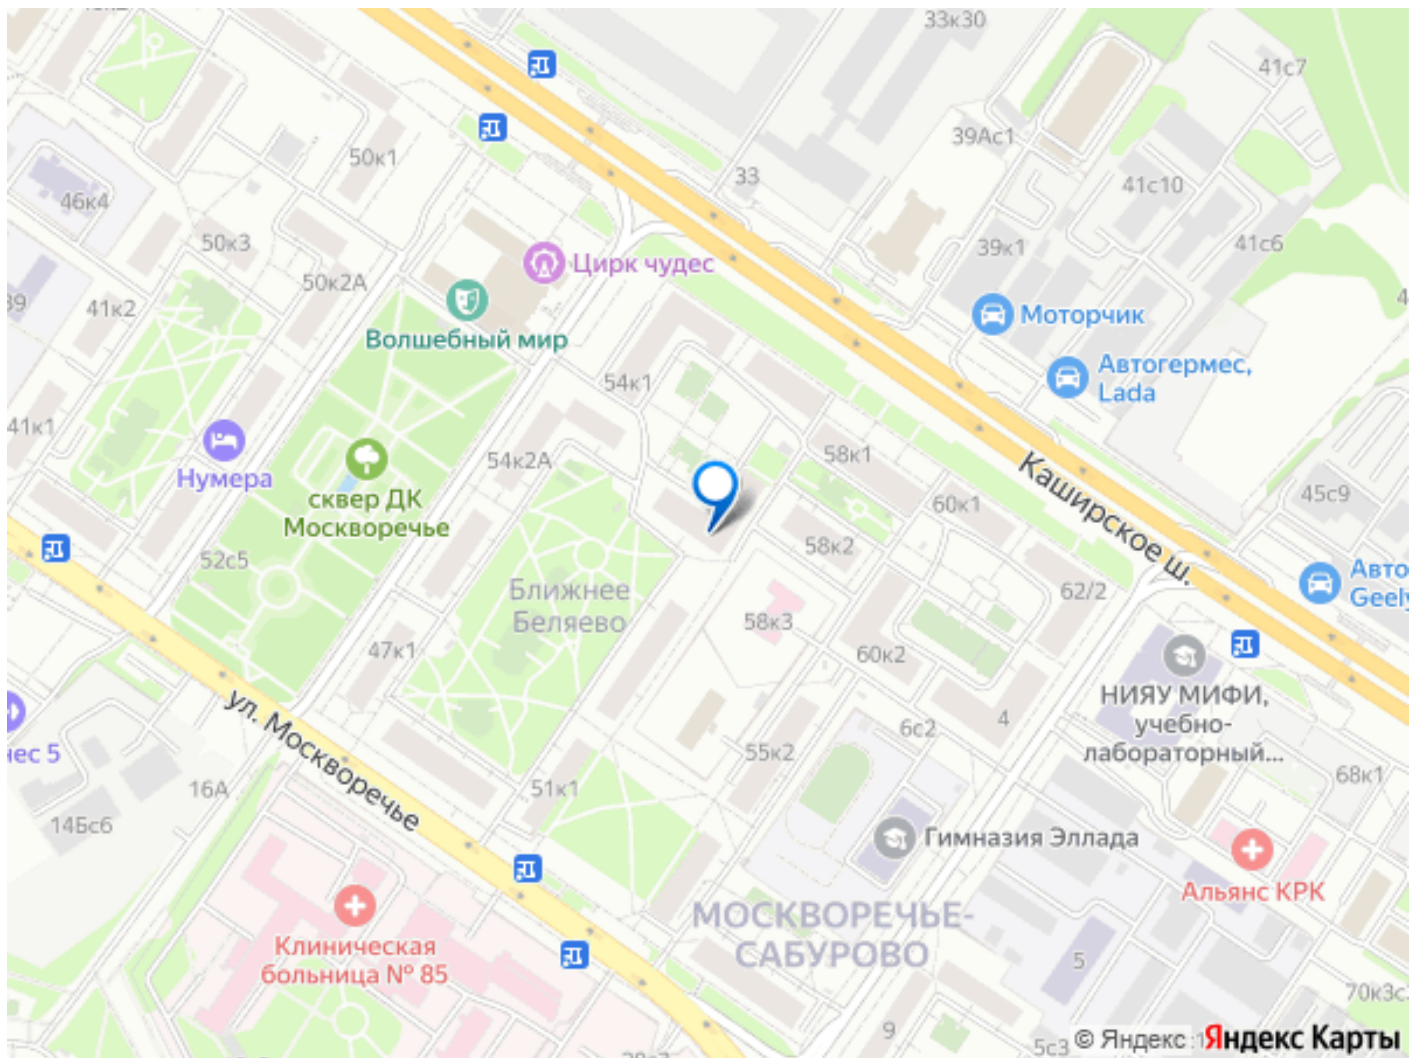 33к30
41с7
39Ас1
50к1
33
41с10
46к4
50к3
39к1
41с6
Цирк чудес
50к2А
39
41к2
Моторчик
Волшебный мир
Автогермес,
Lada
54к1
41к1
Нумера
54к2А
58к1
сквер ДК
Москворечье
60к1
45с9
Каширское ш.
52с5
58к2
Ближнее
Беляево
62/2
Авто
Geely
58к3
47к1
60к2
НИЯУ МИФИ,
учебно-
лабораторный...
ул. Москворечье
6с2
4
нес 5
55к2
16А
51к1
68к1
14Бс6
Гимназия Эллада
Альянс КРК
МОСКВОРЕЧЬЕ-
САБУРОВО
Клиническая
больница № 85
5
70к3с
9
5с3
© Яндекс
Яндекс Карты